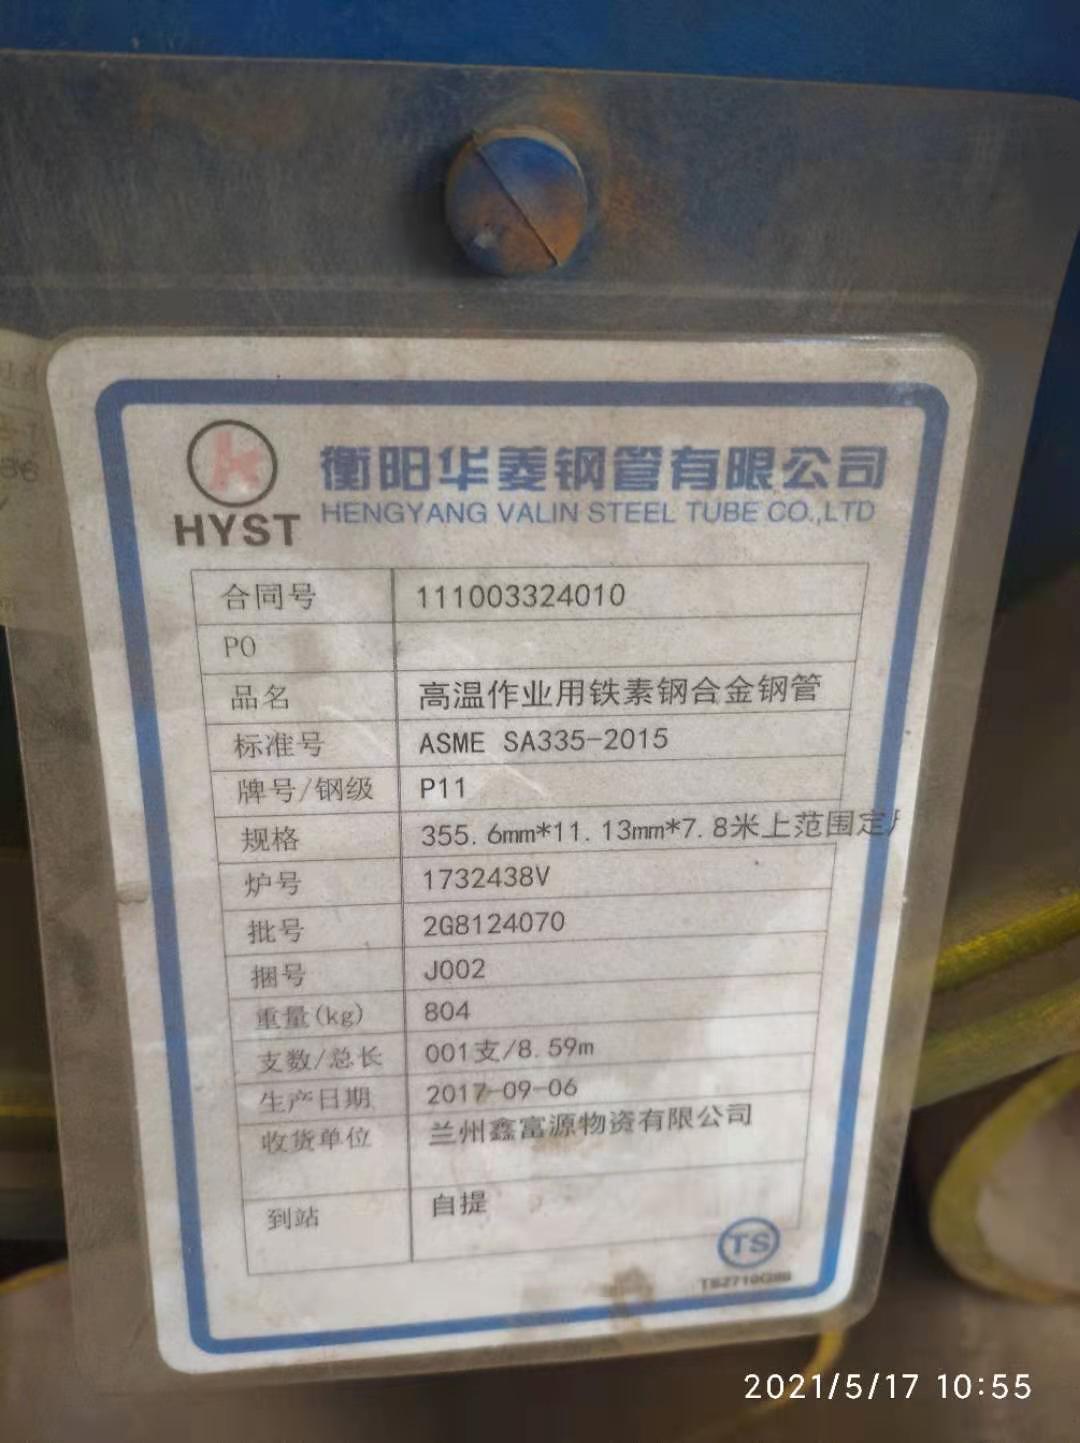 HYST
衡阳华菱钢管有限公司
HENGYANG VALIN STEEL TUBE CO.,LTD
合同号 111003324010
PO
品名 高温作业用铁素钢合金钢管
标准号 ASME SA335-2015
牌号/钢级 P11
规格 355.6mm*11.13mm*7.8米上范围定
炉号 1732438V
批号 2G8124070
捆号 J002
重量(kg) 804
支数/总长 001支/8.59m
生产日期 2017-09-06
收货单位 兰州鑫富源物资有限公司
到站 自提
TS
2021/5/17 10:55